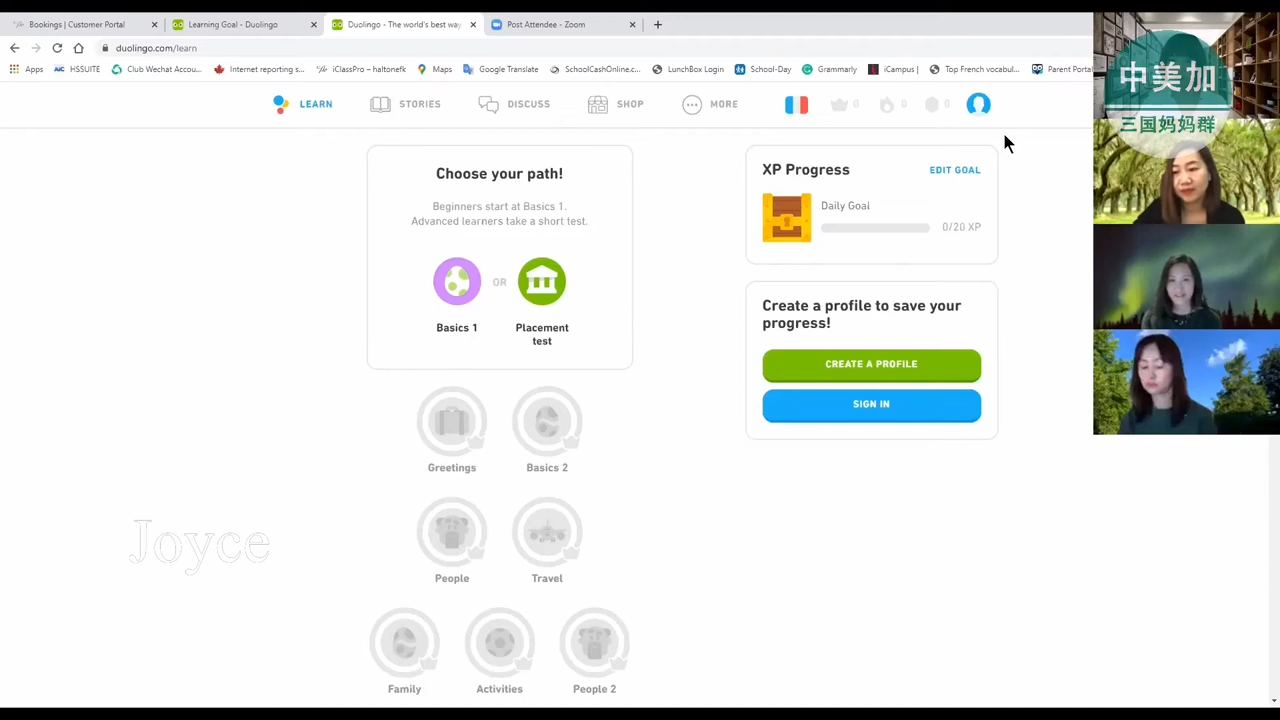 Bookings | Customer Portal
Learning Goal - Duolingo
Duolingo - The world's best way
Post Attendee - Zoom
duolingo.com/learn
Apps
HSSUITE
Club Wechat Accou...
Internet reporting s...
iClassPro – haltonefk
Maps
Google Translate
SchoolCashOnline.c...
LunchBox Login
School-Day
Grammarly
iCampus |
Top French vocabul...
Parent Porta
LEARN
STORIES
DISCUSS
SHOP
MORE
0
0
0
中美加
三国妈妈群
Choose your path!
Beginners start at Basics 1.
Advanced learners take a short test.
Basics 1
OR
Placement
test
XP Progress
EDIT GOAL
Daily Goal
0/20 XP
Create a profile to save your
progress!
CREATE A PROFILE
SIGN IN
Greetings
Basics 2
People
Travel
Family
Activities
People 2
Joyce